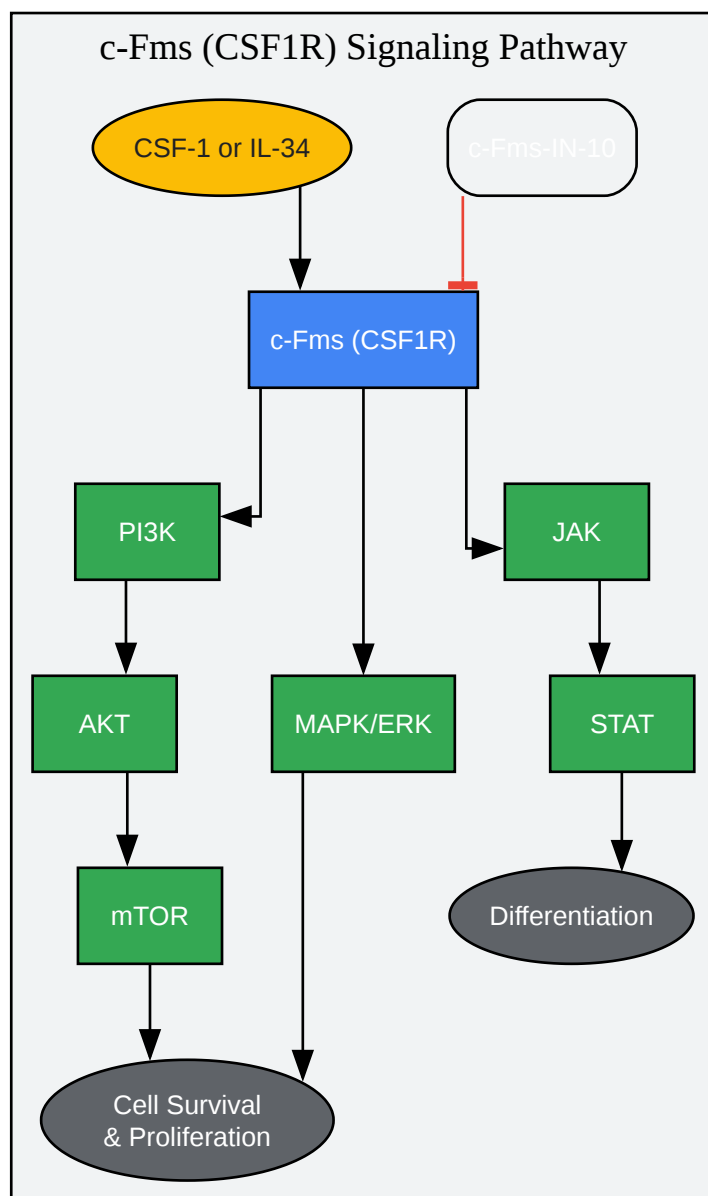 c-Fms (CSF1R) Signaling Pathway
CSF-1 or IL-34
c-Fms-IN-10
c-Fms (CSF1R)
PI3K
JAK
AKT
MAPK/ERK
STAT
mTOR
Differentiation
Cell Survival
& Proliferation